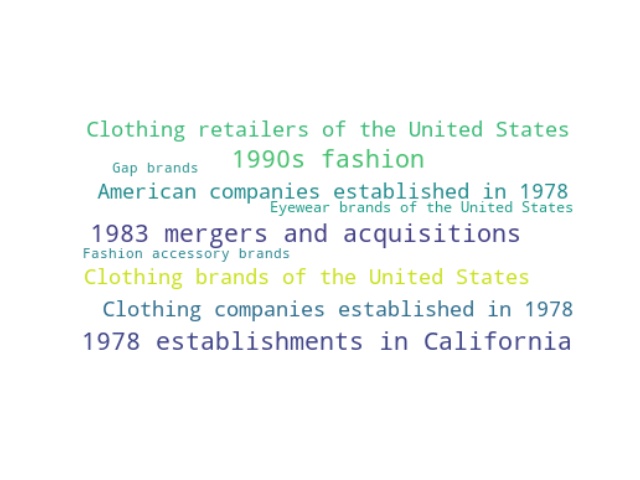 Clothing retailers of the United States
1990s fashion
Gap brands
American companies established in 1978
Eyewear brands of the United States
1983 mergers and acquisitions
Fashion accessory brands
Clothing brands of the United States
Clothing companies established in 1978
1978 establishments in California